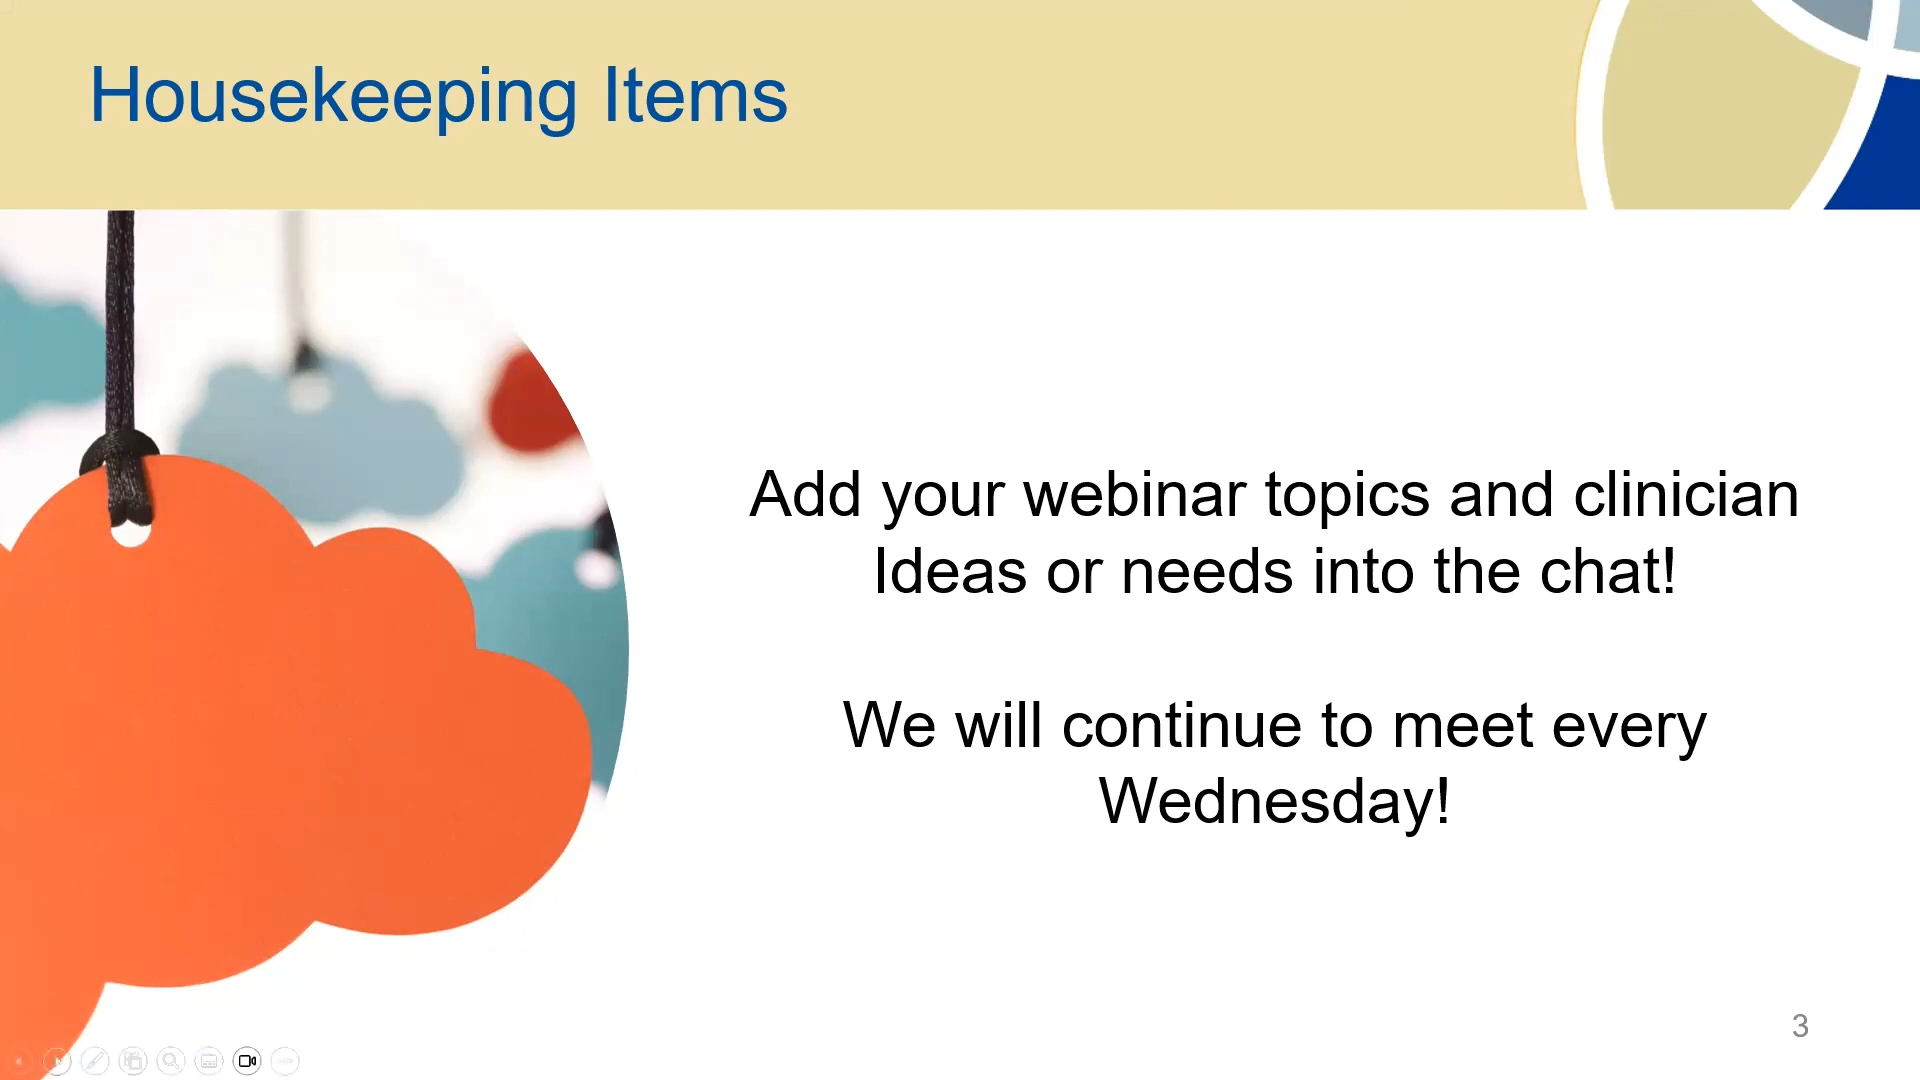 Housekeeping Items
Add your webinar topics and clinician
Ideas or needs into the chat!
We will continue to meet every
Wednesday!
3